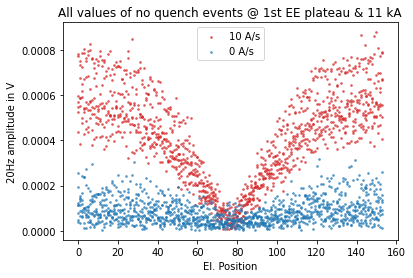 All values of no quench events @ 1st EE plateau & 11 kA
10 A/s
0 A/s
20Hz amplitude in V
0.0008
0.0006
0.0004
0.0002
0.0000
0 20 40 60 80 100 120 140 160
El. Position